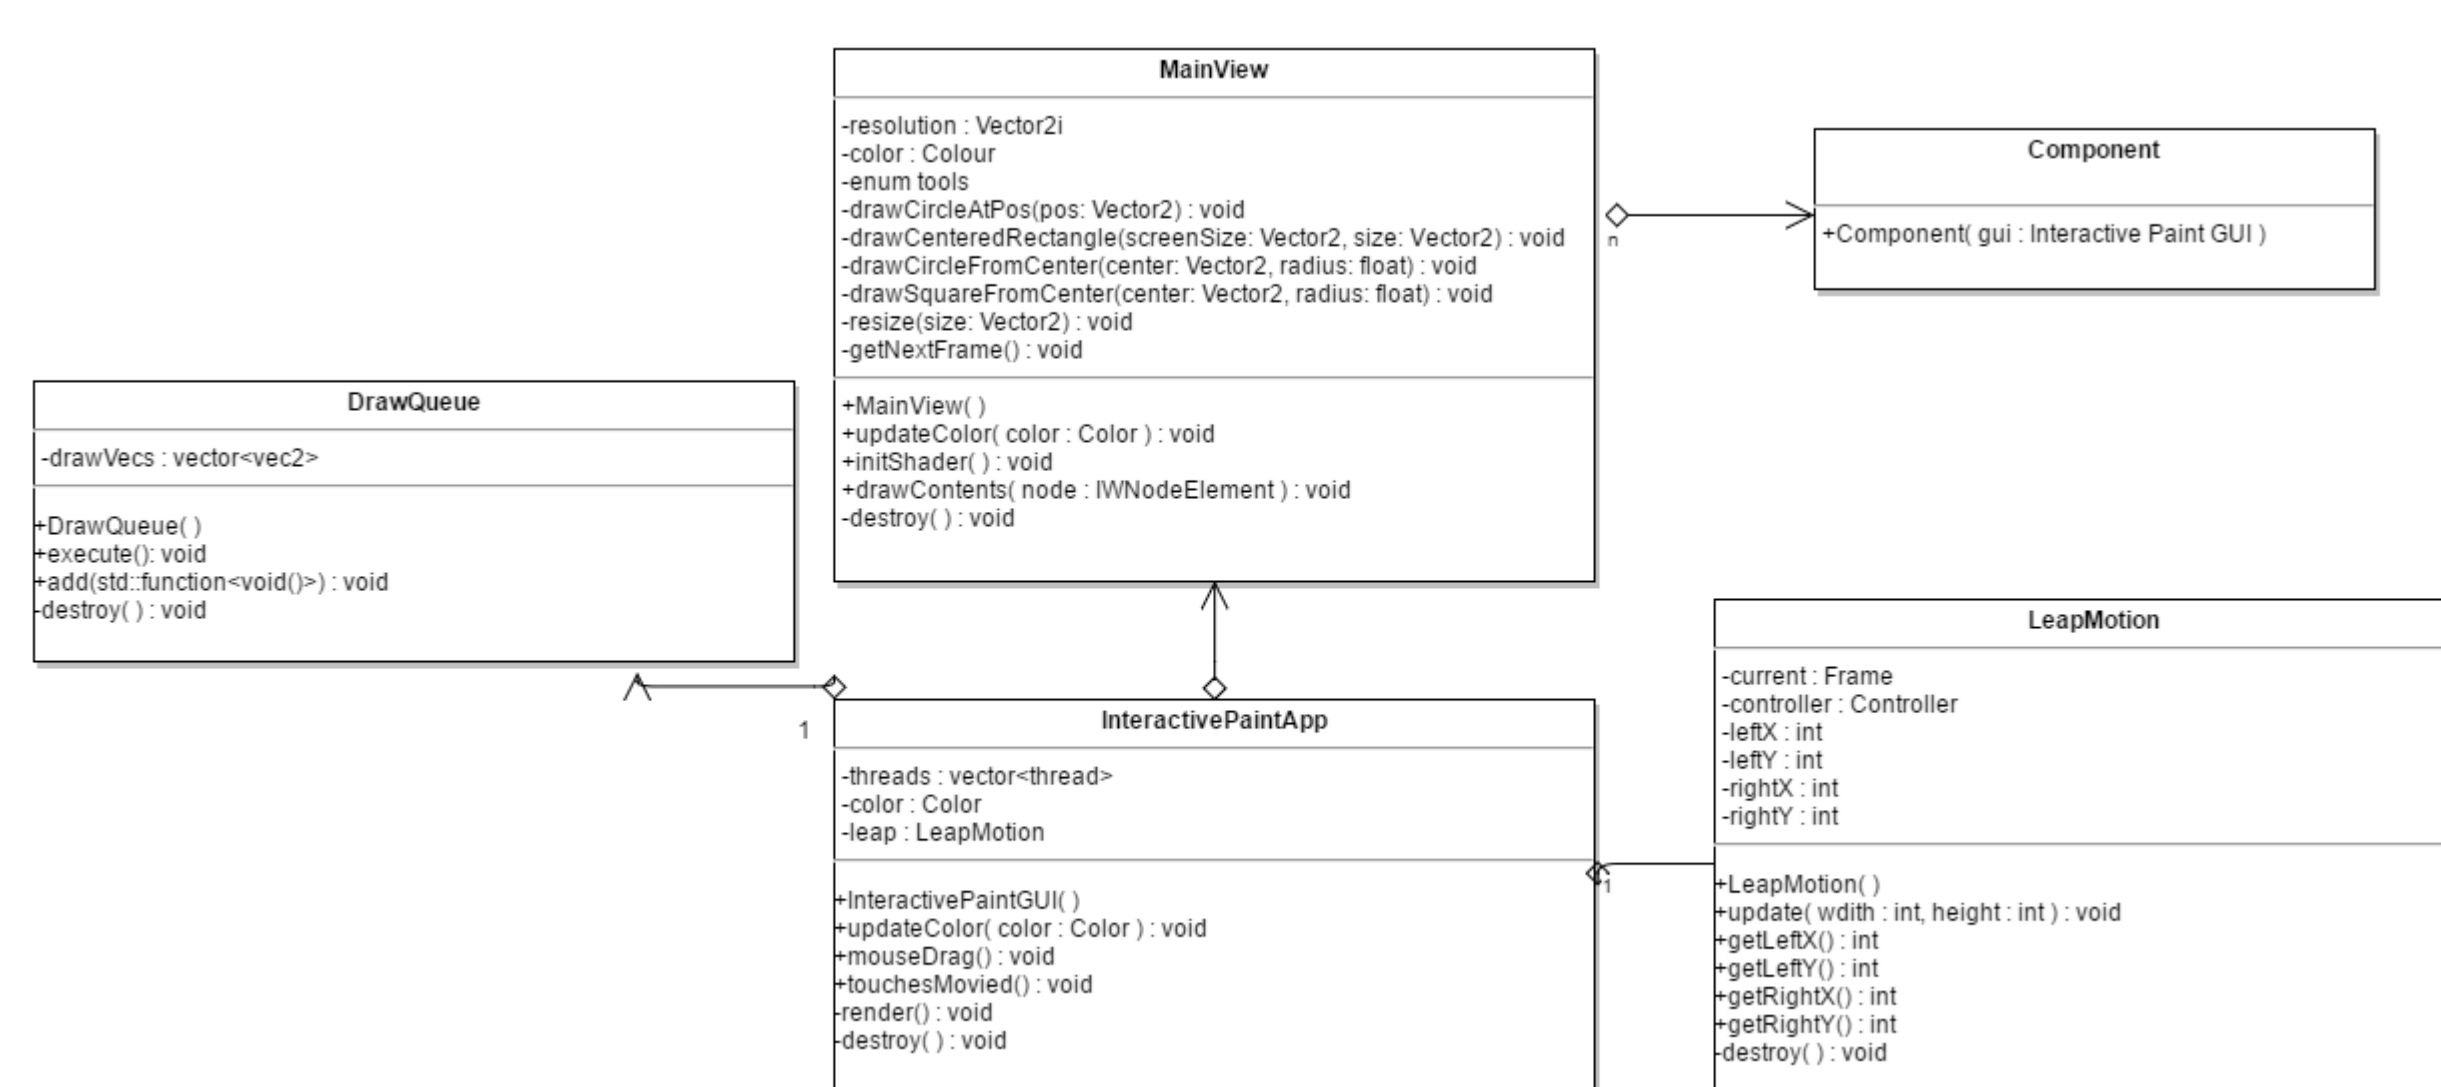 MainView
-resolution : Vector2i
-color : Colour
-enum tools
-drawCircleAtPos(pos: Vector2) : void
-drawCenteredRectangle(screenSize: Vector2, size: Vector2) : void
-drawCircleFromCenter(center: Vector2, radius: float) : void
-drawSquareFromCenter(center: Vector2, radius: float) : void
-resize(size: Vector2) : void
-getNextFrame() : void
+MainView( )
+updateColor( color : Color ) : void
+initShader( ) : void
+drawContents( node : IWNodeElement ) : void
-destroy( ) : void
n
Component
+Component( gui : Interactive Paint GUI )
DrawQueue
-drawVecs : vector<vec2>
+DrawQueue( )
+execute(): void
+add(std::function<void()>) : void
-destroy( ) : void
1
InteractivePaintApp
-threads : vector<thread>
-color : Color
-leap : LeapMotion
+InteractivePaintGUI( )
+updateColor( color : Color ) : void
+mouseDrag() : void
+touchesMovied() : void
-render() : void
-destroy( ) : void
1
LeapMotion
-current : Frame
-controller : Controller
-leftX : int
-leftY : int
-rightX : int
-rightY : int
+LeapMotion( )
+update( wdith : int, height : int ) : void
+getLeftX() : int
+getLeftY() : int
+getRightX() : int
+getRightY() : int
-destroy( ) : void